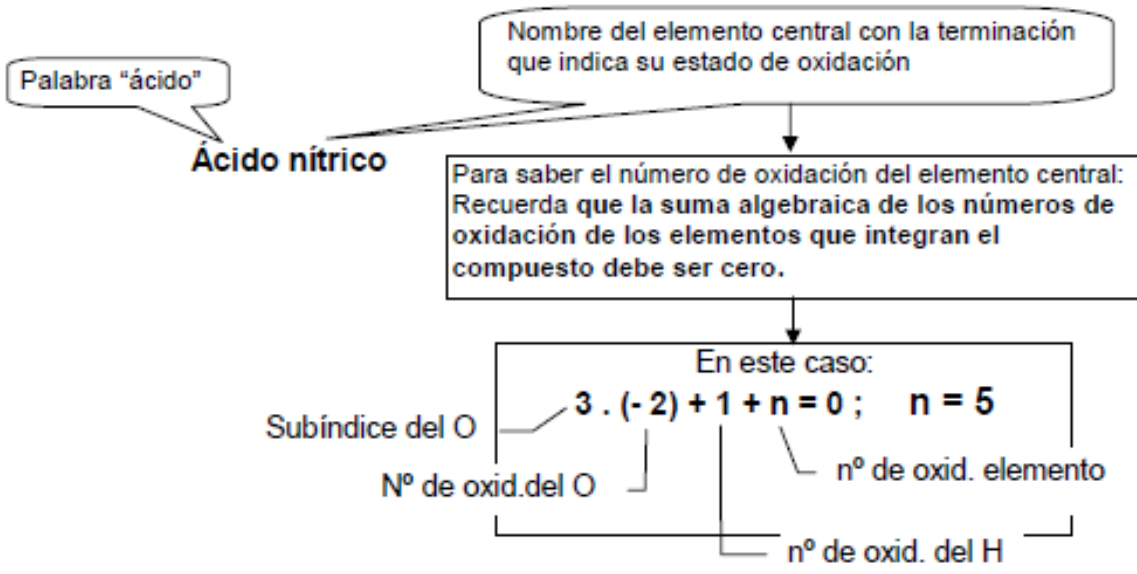 Nombre del elemento central con la terminación
que indica su estado de oxidación
Palabra “ácido”
Ácido nítrico
Para saber el número de oxidación del elemento central:
Recuerda que la suma algebraica de los números de
oxidación de los elementos que integran el
compuesto debe ser cero.
En este caso:
3 . (- 2) + 1 + n = 0 ; n = 5
Subíndice del O
Nº de oxid.del O
nº de oxid. elemento
nº de oxid. del H